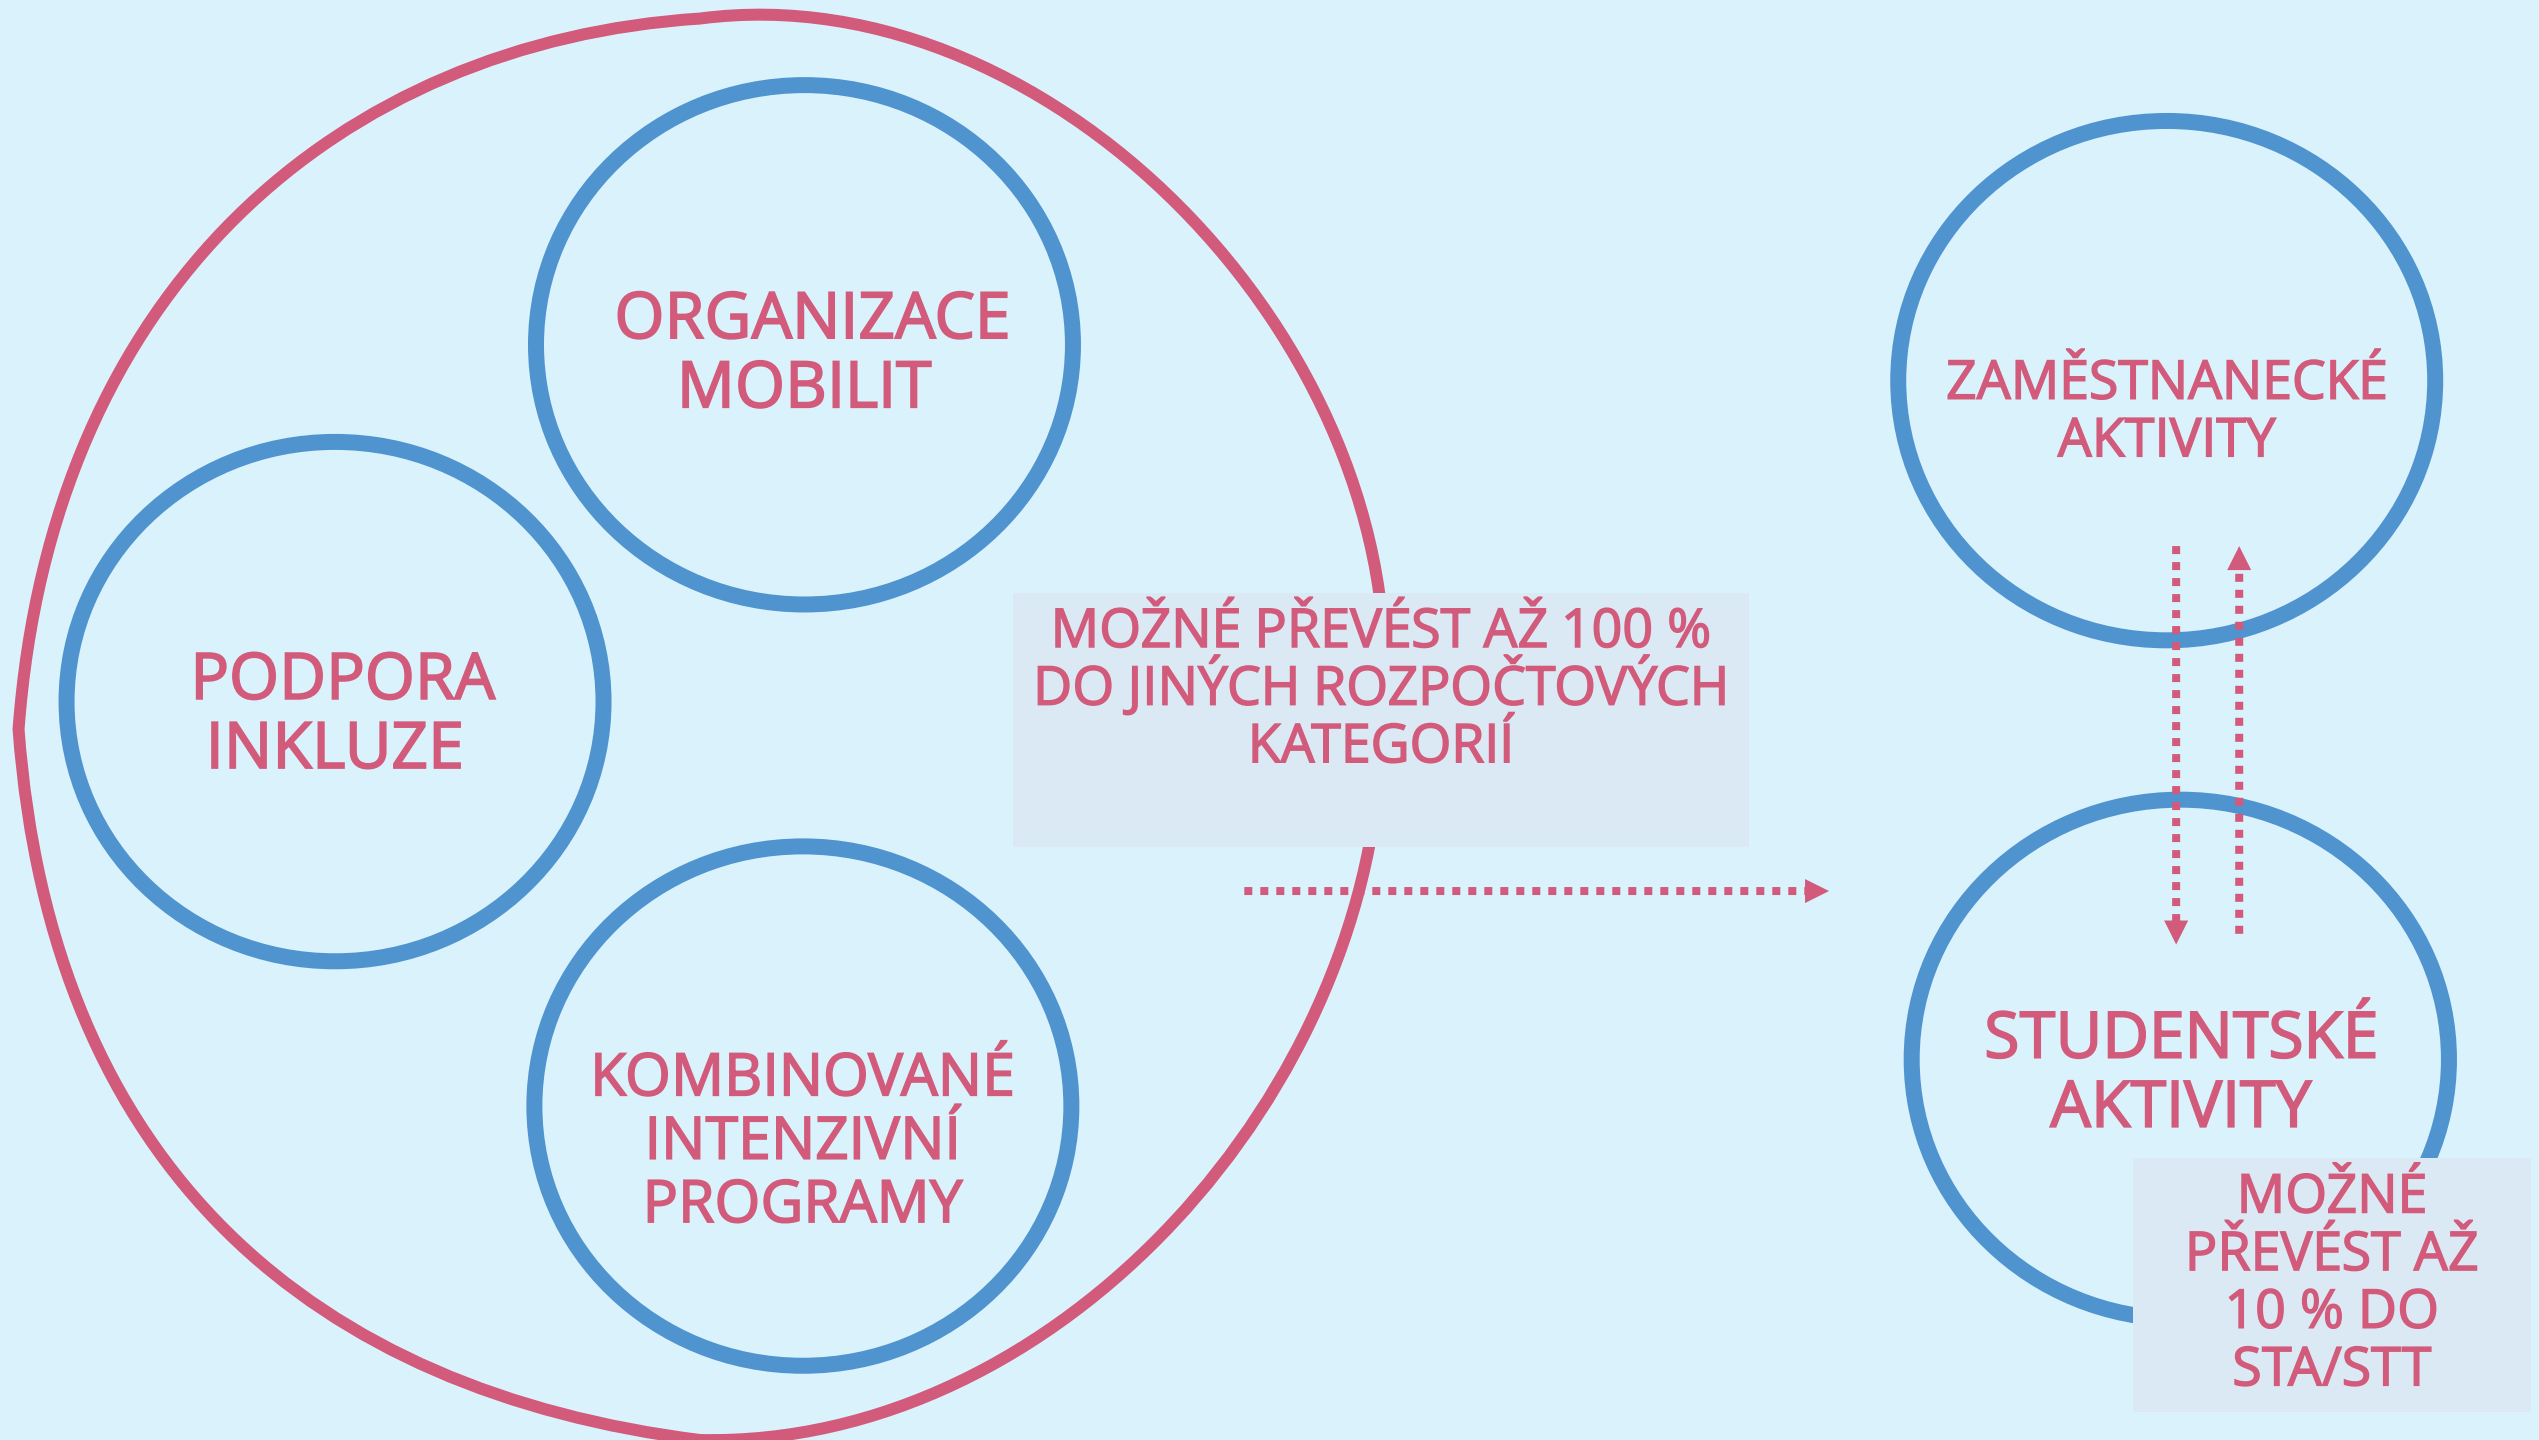 ORGANIZACE
MOBILIT
PODPORA
INKLUZE
KOMBINOVANÉ
INTENZIVNÍ
PROGRAMY
MOŽNÉ PŘEVÉST AŽ 100 %
DO JINÝCH ROZPOČTOVÝCH
KATEGORIÍ
ZAMĚSTNANECKÉ
AKTIVITY
STUDENTSKÉ
AKTIVITY
MOŽNÉ
PŘEVÉST AŽ
10 % DO
STA/STT